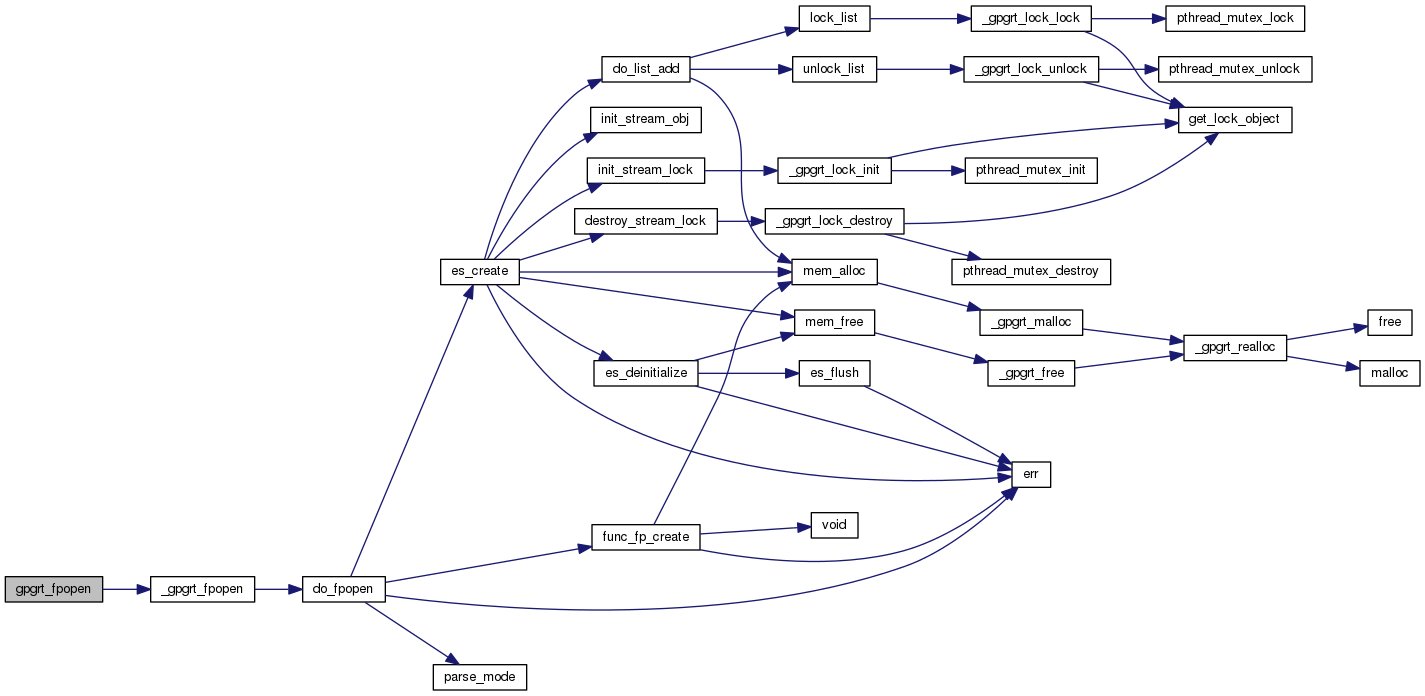 lock_list
_gpgrt_lock_lock
pthread_mutex_lock
do_list_add
unlock_list
_gpgrt_lock_unlock
pthread_mutex_unlock
init_stream_obj
get_lock_object
init_stream_lock
_gpgrt_lock_init
pthread_mutex_init
destroy_stream_lock
_gpgrt_lock_destroy
es_create
mem_alloc
pthread_mutex_destroy
mem_free
_gpgrt_malloc
free
_gpgrt_realloc
es_deinitialize
es_flush
_gpgrt_free
malloc
err
func_fp_create
void
gpgrt_fpopen
_gpgrt_fpopen
do_fpopen
parse_mode